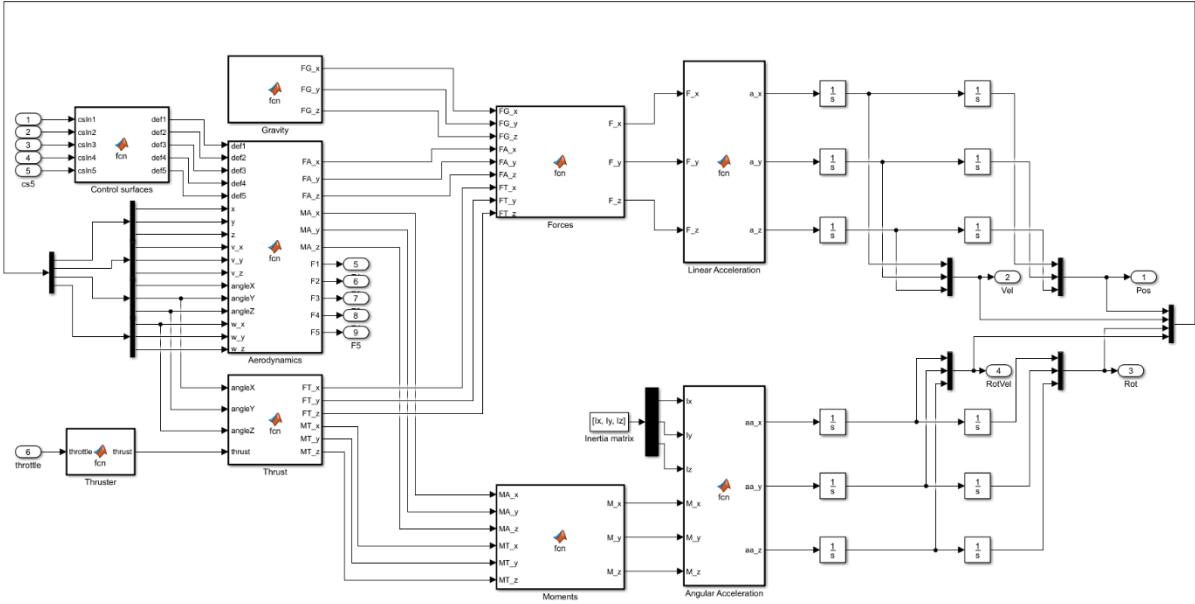 FG_x
FG_y
FG_z
fcn
Gravity
1
2
3
4
5
cs5
csIn1
csIn2
csIn3
csIn4
csIn5
fcn
def1
def2
def3
def4
def5
Control surfaces
def1
def2
def3
def4
def5
x
y
z
v_x
v_y
v_z
angleX
angleY
angleZ
w_x
w_y
w_z
fcn
FA_x
FA_y
FA_z
MA_x
MA_y
MA_z
F1
F2
F3
F4
F5
Aerodynamics
5
6
7
8
9
F5
6
throttle
throttle
fcn
thrust
Thruster
angleX
angleY
angleZ
thrust
fcn
FT_x
FT_y
FT_z
MT_x
MT_y
MT_z
Thrust
FG_x
FG_y
FG_z
FA_x
FA_y
FA_z
FT_x
FT_y
FT_z
fcn
F_x
F_y
F_z
Forces
MA_x
MA_y
MA_z
MT_x
MT_y
MT_z
fcn
M_x
M_y
M_z
Moments
F_x
F_y
F_z
fcn
a_x
a_y
a_z
Linear Acceleration
[Ix, Iy, Iz]
Inertia matrix
Ix
Iy
Iz
M_x
M_y
M_z
fcn
aa_x
aa_y
aa_z
Angular Acceleration
1
s
1
s
1
s
1
s
1
s
1
s
2
Vel
1
Pos
4
RotVel
3
Rot
1
s
1
s
1
s
1
s
1
s
1
s